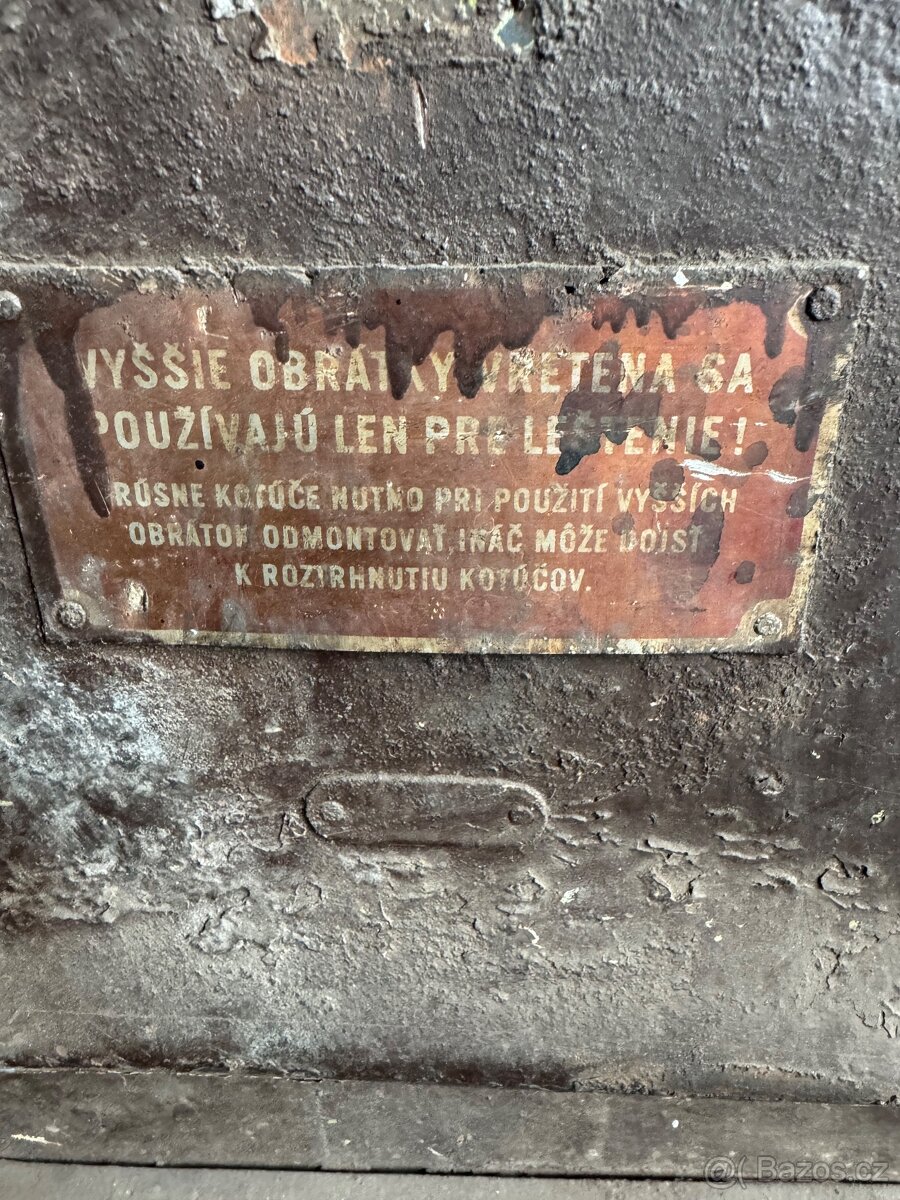 VYŠŠIE OBRÁTKY VRETENA SA
POUŽÍVAJÚ LEN PRE LEŠTENIE!
BRÚSNE KOTÚČE NUTNO PRI POUŽITÍ VYŠŠÍCH
OBRÁTOK ODMONTOVAŤ, INÁČ MÔŽE DOJSŤ
K ROZTRHNUTIU KOTÚČOV.
@( Bazos.cz